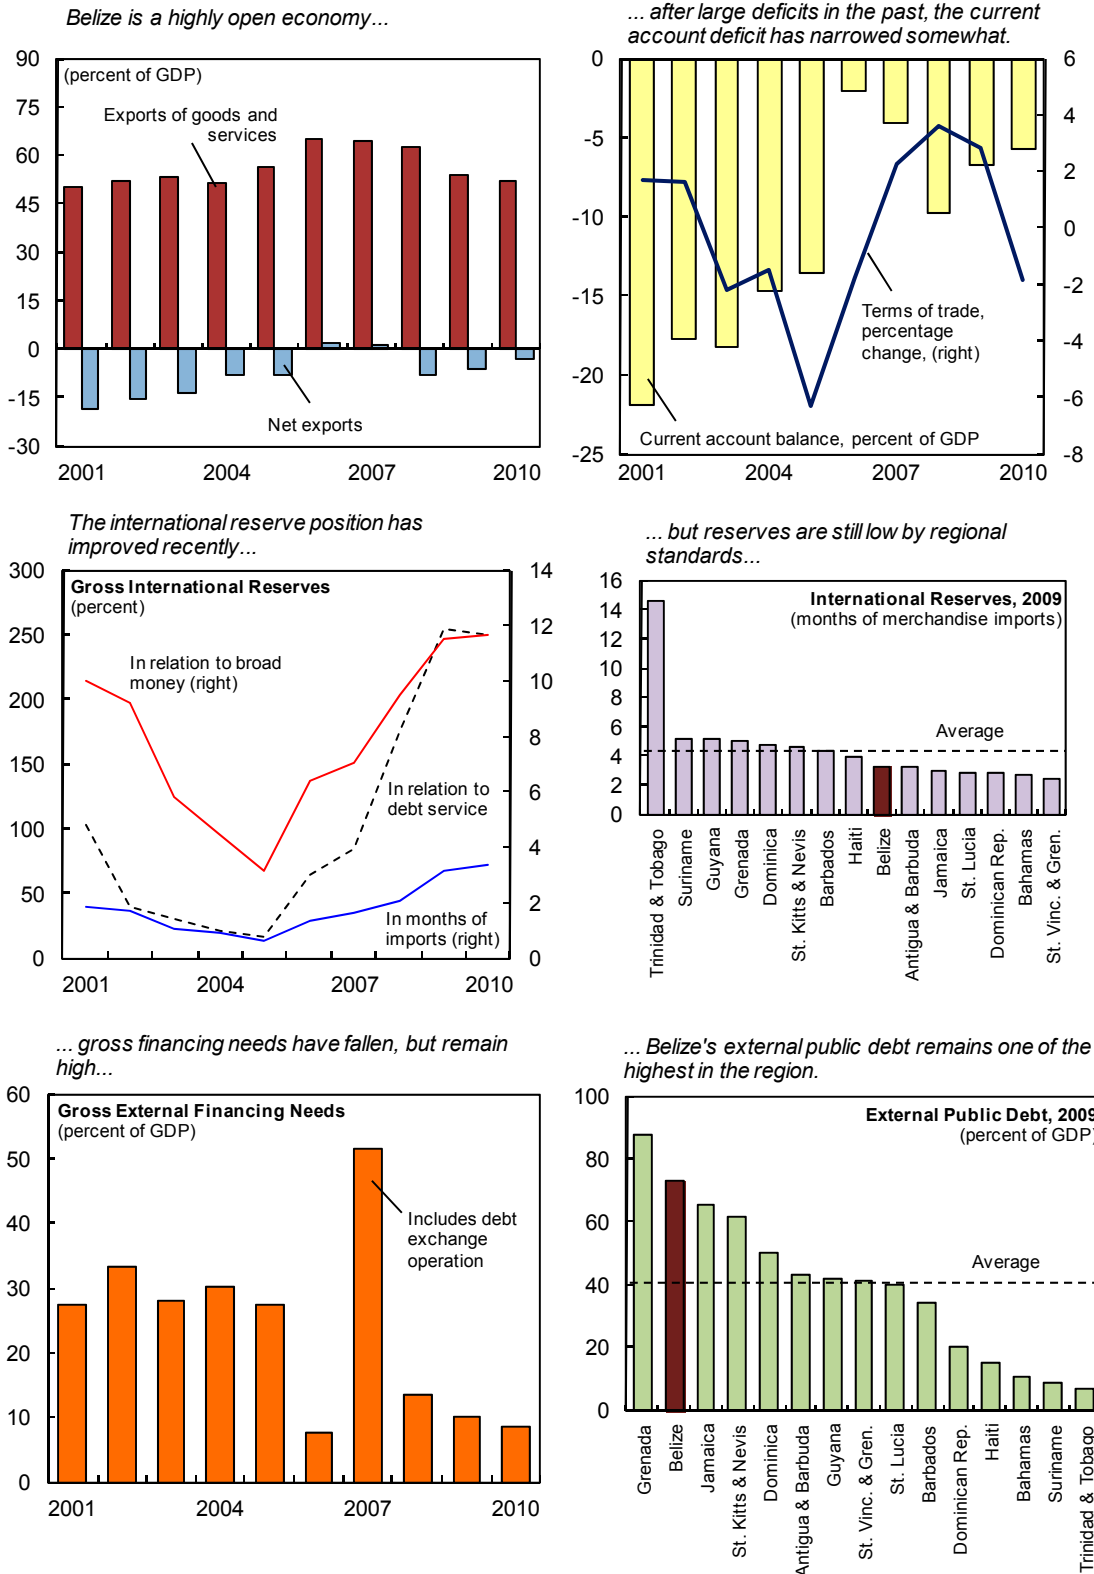 Belize is a highly open economy...
90
75
60
45
30
15
0
-15
-30
(percent of GDP)
Exports of goods and
services
Net exports
2001
2004
2007
2010
... after large deficits in the past, the current
account deficit has narrowed somewhat.
0
-5
-10
-15
-20
-25
6
4
2
0
-2
-4
-6
-8
Terms of trade,
percentage
change, (right)
Current account balance, percent of GDP
2001
2004
2007
2010
The international reserve position has
improved recently...
300
250
200
150
100
50
0
14
12
10
8
6
4
2
0
Gross International Reserves
(percent)
In relation to broad
money (right)
In relation to
debt service
In months of
imports (right)
2001
2004
2007
2010
... but reserves are still low by regional
standards...
16
14
12
10
8
6
4
2
0
International Reserves, 2009
(months of merchandise imports)
Average
Trinidad & Tobago
Suriname
Guyana
Grenada
Dominica
St. Kitts & Nevis
Barbados
Haiti
Belize
Antigua & Barbuda
Jamaica
St. Lucia
Dominican Rep.
Bahamas
St. Vinc. & Gren.
... gross financing needs have fallen, but remain
high...
60
50
40
30
20
10
0
Gross External Financing Needs
(percent of GDP)
Includes debt
exchange
operation
2001
2004
2007
2010
... Belize's external public debt remains one of the
highest in the region.
100
80
60
40
20
0
External Public Debt, 2009
(percent of GDP)
Average
Grenada
Belize
Jamaica
St. Kitts & Nevis
Dominica
Antigua & Barbuda
Guyana
St. Vinc. & Gren.
St. Lucia
Barbados
Dominican Rep.
Haiti
Bahamas
Suriname
Trinidad & Tobago